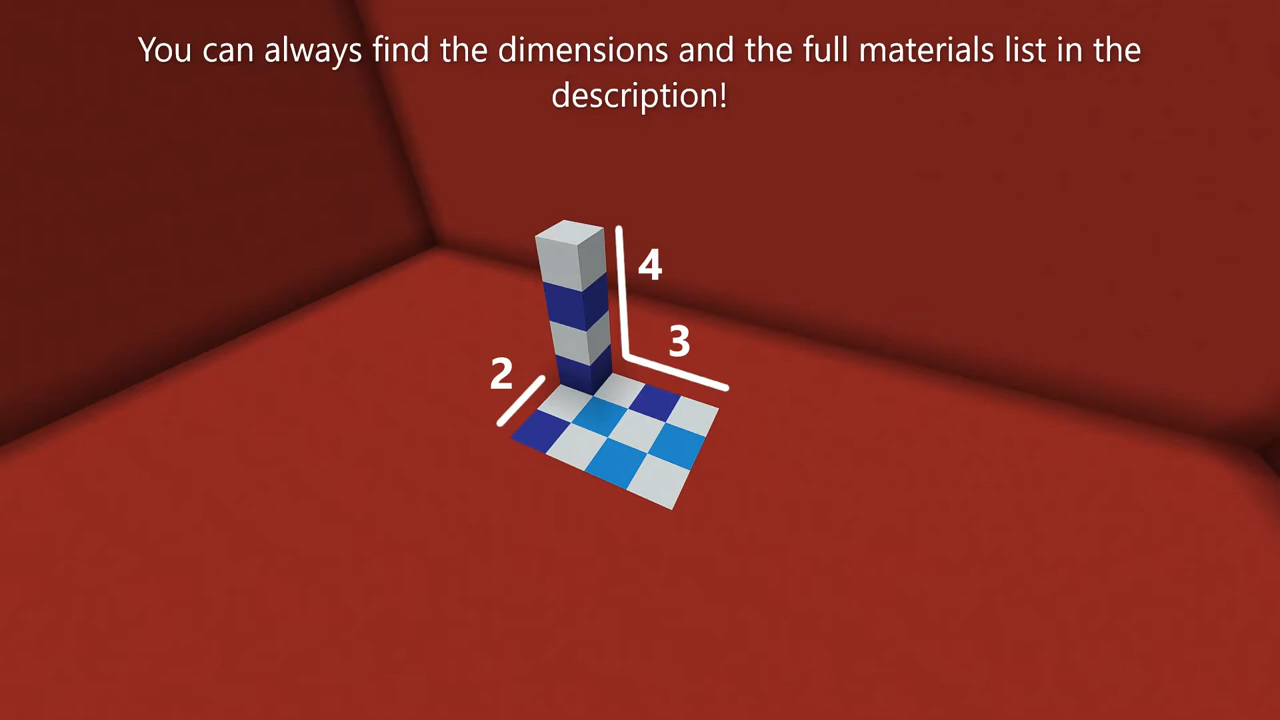 You can always find the dimensions and the full materials list in the
description!
4
3
2